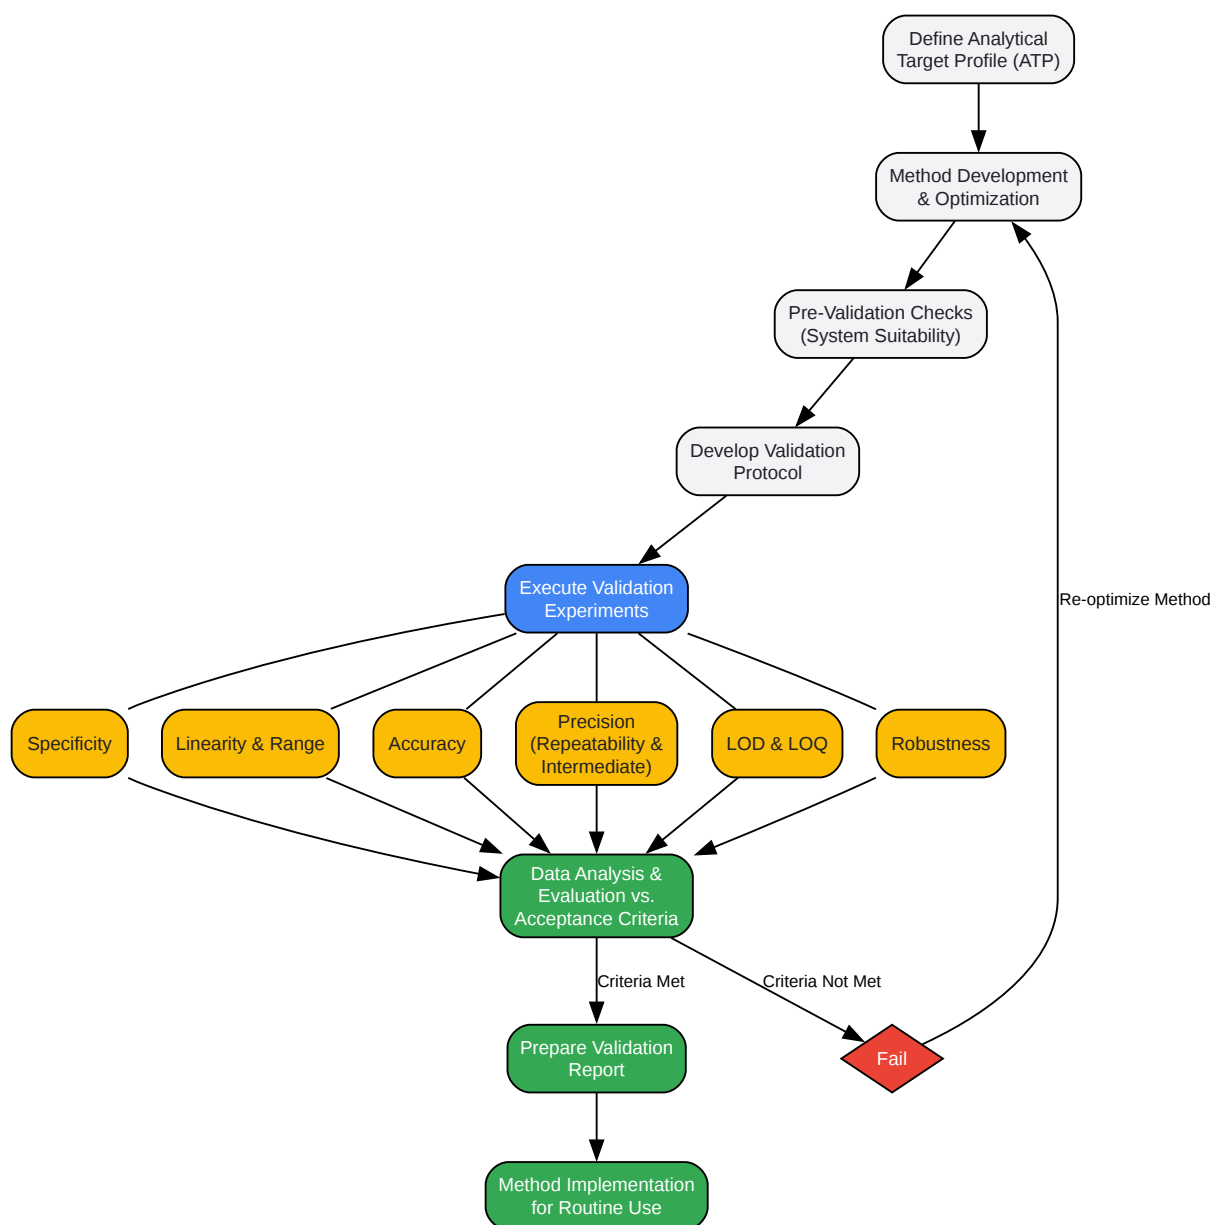 Define Analytical
Target Profile (ATP)
Method Development
& Optimization
Pre-Validation Checks
(System Suitability)
Develop Validation
Protocol
Execute Validation
Experiments
Re-optimize Method
Specificity
Linearity & Range
Accuracy
Precision
(Repeatability &
Intermediate)
LOD & LOQ
Robustness
Data Analysis &
Evaluation vs.
Acceptance Criteria
Criteria Met
Criteria Not Met
Prepare Validation
Report
Fail
Method Implementation
for Routine Use